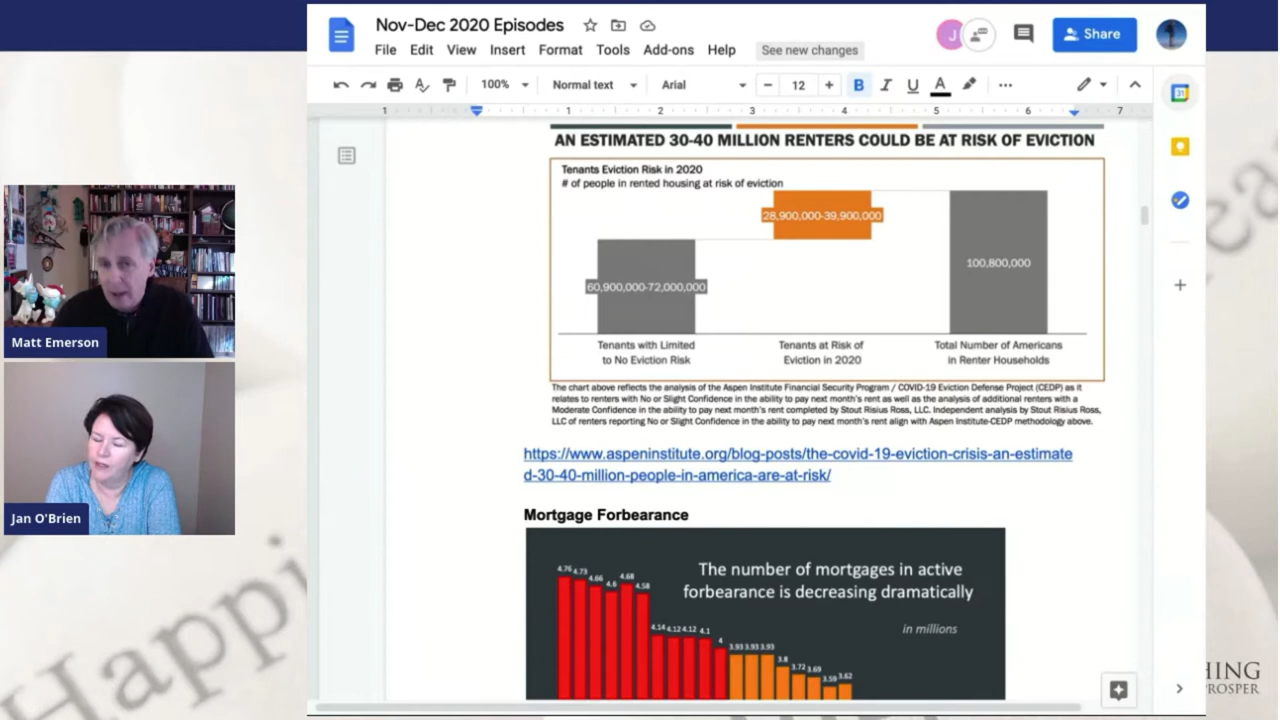 Nov-Dec 2020 Episodes
File Edit View Insert Format Tools Add-ons Help See new changes
J
Share
100% Normal text Arial − 12 + B I U A
1 1 2 3 4 5 6 7
31
AN ESTIMATED 30-40 MILLION RENTERS COULD BE AT RISK OF EVICTION
Tenants Eviction Risk in 2020
# of people in rented housing at risk of eviction
28,900,000-39,900,000
100,800,000
60,900,000-72,000,000
Tenants with Limited
to No Eviction Risk
Tenants at Risk of
Eviction in 2020
Total Number of Americans
in Renter Households
The chart above reflects the analysis of the Aspen Institute Financial Security Program / COVID-19 Eviction Defense Project (CEDP) as it
relates to renters with No or Slight Confidence in the ability to pay next month's rent as well as the analysis of additional renters with a
Moderate Confidence in the ability to pay next month's rent completed by Stout Risius Ross, LLC. Independent analysis by Stout Risius Ross,
LLC of renters reporting No or Slight Confidence in the ability to pay next month's rent align with Aspen Institute-CEDP methodology above.
https://www.aspeninstitute.org/blog-posts/the-covid-19-eviction-crisis-an-estimate
d-30-40-million-people-in-america-are-at-risk/
Mortgage Forbearance
The number of mortgages in active
forbearance is decreasing dramatically
in millions
4.76 4.73 4.66 4.6 4.68 4.58 4.14 4.12 4.12 4.1 4 3.93 3.93 3.93 3.8 3.72 3.69 3.59 3.62
Matt Emerson
Jan O'Brien
Happi
HING
ROSPER